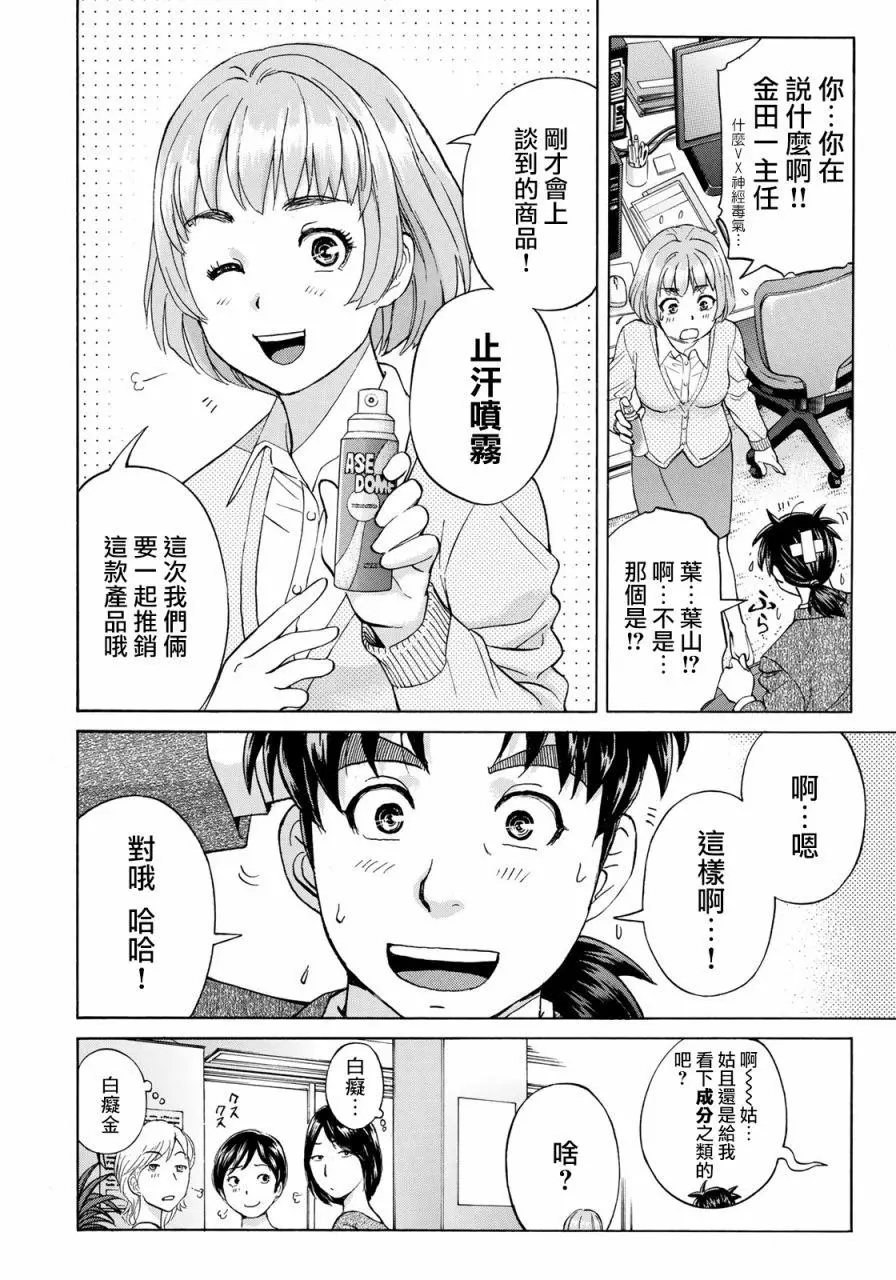 你…你在
說什麼啊!!
金田一主任
什麼VX神經毒氣…
葉…葉山!?
啊…不是…
那個是!?
ふら
剛才會上
談到的商品！
止汗噴霧
ASE
DOME
這次我們倆
要一起推銷
這款產品哦
啊…嗯
這樣啊…！
對哦 哈哈！
啊~~姑…
姑且還是給我
看下成分之類的
吧？
啥？
白癡…
クス
クス
白癡金